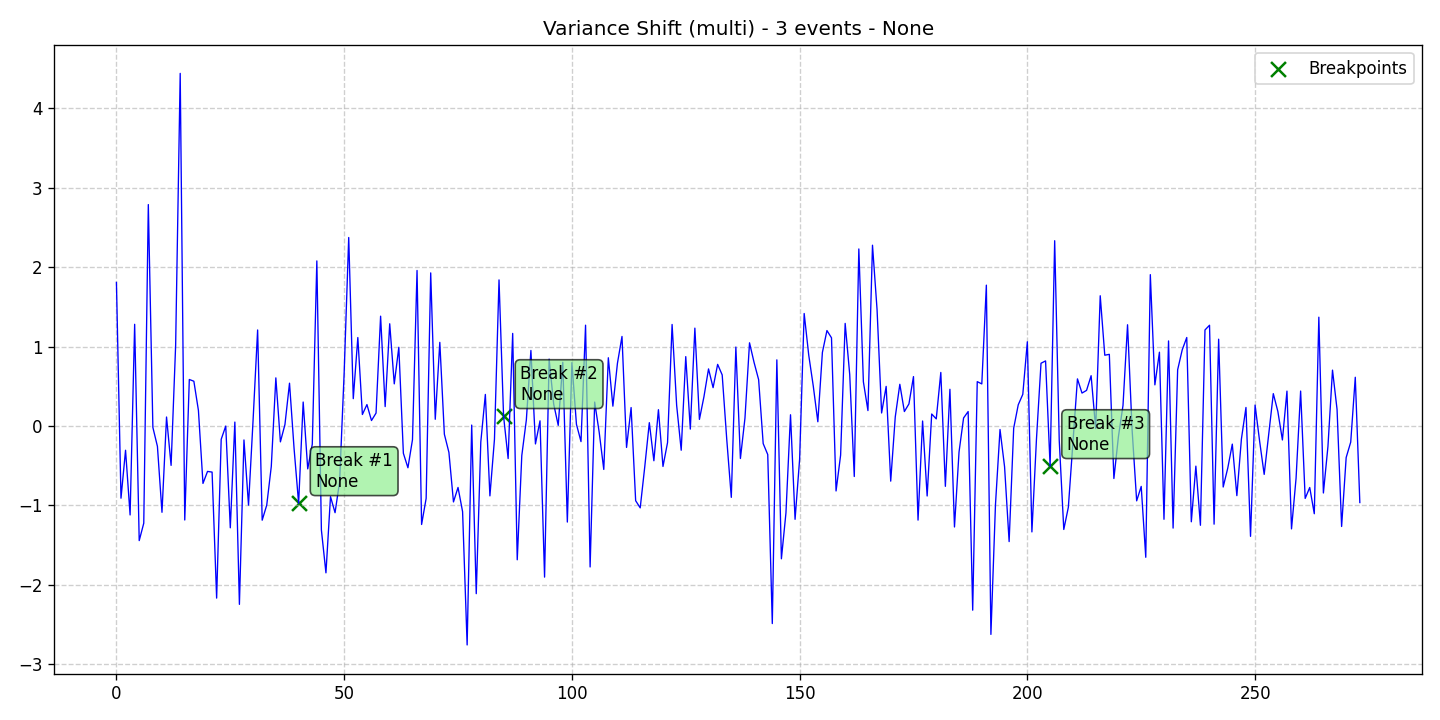 Variance Shift (multi) - 3 events - None
Breakpoints
4
3
2
1
0
−1
−2
−3
Break #1
None
Break #2
None
Break #3
None
0
50
100
150
200
250